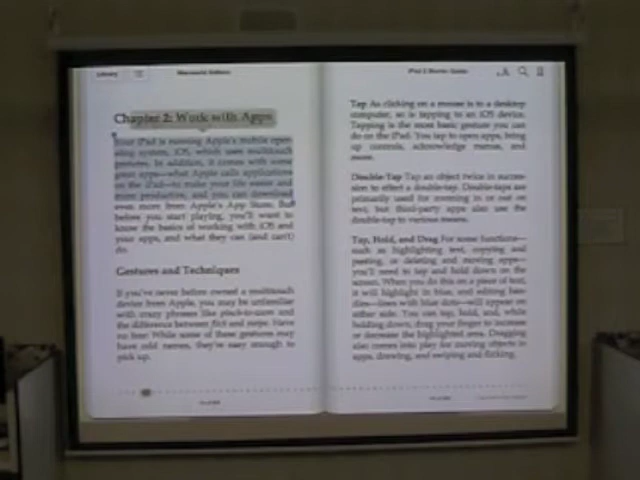 Library
Macworld Editors
Chapter 2: Work with Apps
Your iPad is running Apple's mobile oper-
ating system, iOS, which uses multitouch
gestures. In addition, it comes with some
great apps—what Apple calls applications
on the iPad—to make your life easier and
more productive, and you can download
even more from Apple's App Store. But
before you start playing, you'll want to
know the basics of working with iOS and
your apps, and what they can (and can't)
do.
Gestures and Techniques
If you've never before owned a multitouch
device from Apple, you may be unfamiliar
with crazy phrases like pinch-to-zoom and
the difference between flick and swipe. Have
no fear: While some of these gestures may
have odd names, they're easy enough to
pick up.
iPad 2 Starter Guide
Tap As clicking on a mouse is to a desktop
computer, so is tapping to an iOS device.
Tapping is the most basic gesture you can
do on the iPad. You tap to open apps, bring
up controls, acknowledge menus, and
more.
Double-Tap Tap an object twice in succes-
sion to effect a double-tap. Double-taps are
primarily used for zooming in or out on
text, but third-party apps also use the
double-tap to various means.
Tap, Hold, and Drag For some functions—
such as highlighting text, copying and
pasting, or deleting and moving apps—
you'll need to tap and hold down on the
screen. When you do this on a piece of text,
it will highlight in blue, and editing han-
dles—lines with blue dots—will appear on
either side. You can tap, hold, and, while
holding down, drag your finger to increase
or decrease the highlighted area. Dragging
also comes into play for moving objects in
apps, drawing, and swiping and flicking.